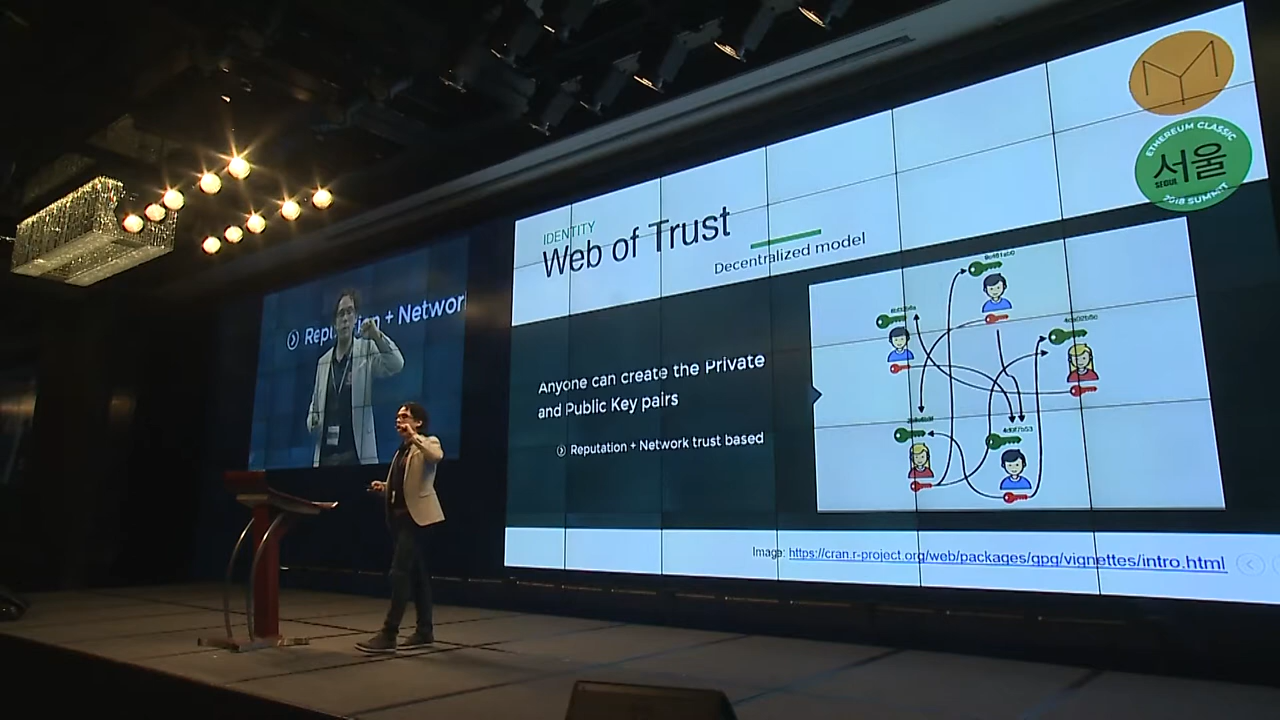 Reputation + Networ
IDENTITY
Web of Trust
Decentralized model
Anyone can create the Private
and Public Key pairs
Reputation + Network trust based
Image: https://cran.r-project.org/web/packages/gpg/vignettes/intro.html
ETHEREUM CLASSIC
서울
SEOUL
2018 SUMMIT